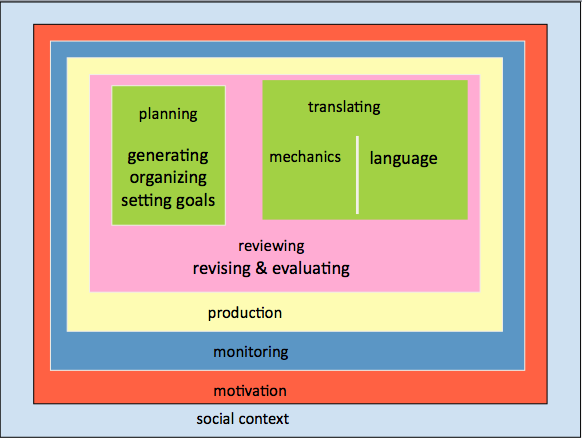 planning
generating
organizing
setting goals
translating
mechanics
language
reviewing
revising & evaluating
production
monitoring
motivation
social context